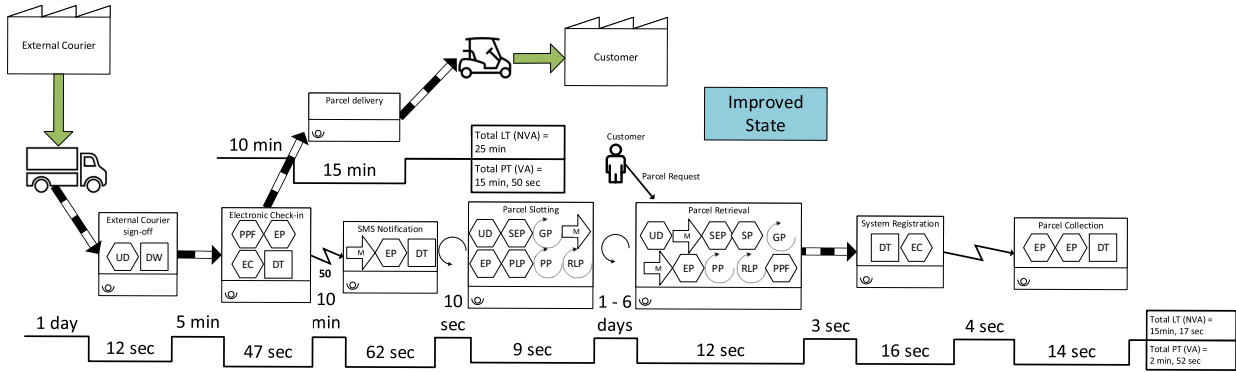 External Courier
Customer
Improved
State
Parcel delivery
10 min
15 min
Total LT (NVA) =
25 min
Total PT (VA) =
15 min, 50 sec
Customer
Parcel Request
External Courier
sign-off
UD DW
Electronic Check-in
PPF EP
EC DT
50
SMS Notification
M EP DT
Parcel Slotting
UD SEP GP M
EP PLP PP RLP
Parcel Retrieval
UD M SEP SP GP
M EP PP RLP PPF
System Registration
DT EC
Parcel Collection
EP EP DT
1 day
12 sec
5 min
47 sec
10
min
62 sec
10
sec
9 sec
1 - 6
days
12 sec
3 sec
16 sec
4 sec
14 sec
Total LT (NVA) =
15min, 17 sec
Total PT (VA) =
2 min, 52 sec